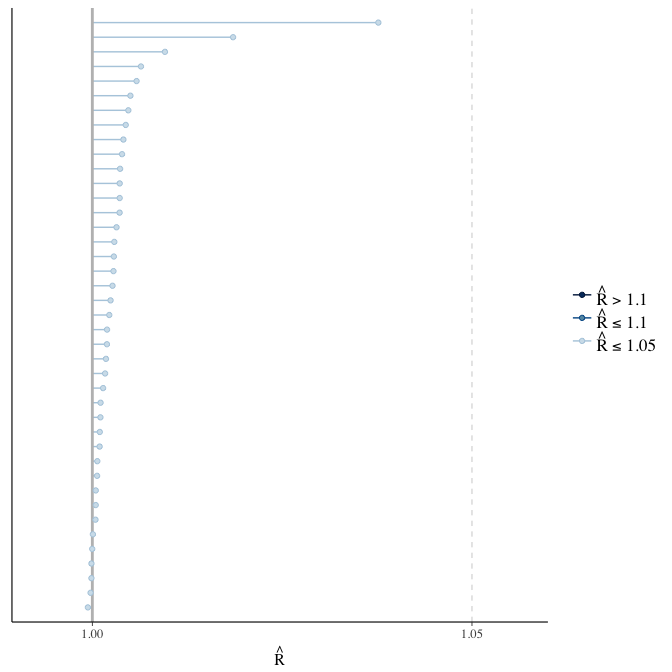 R̂ > 1.1
R̂ ≤ 1.1
R̂ ≤ 1.05
1.00 1.05
R̂